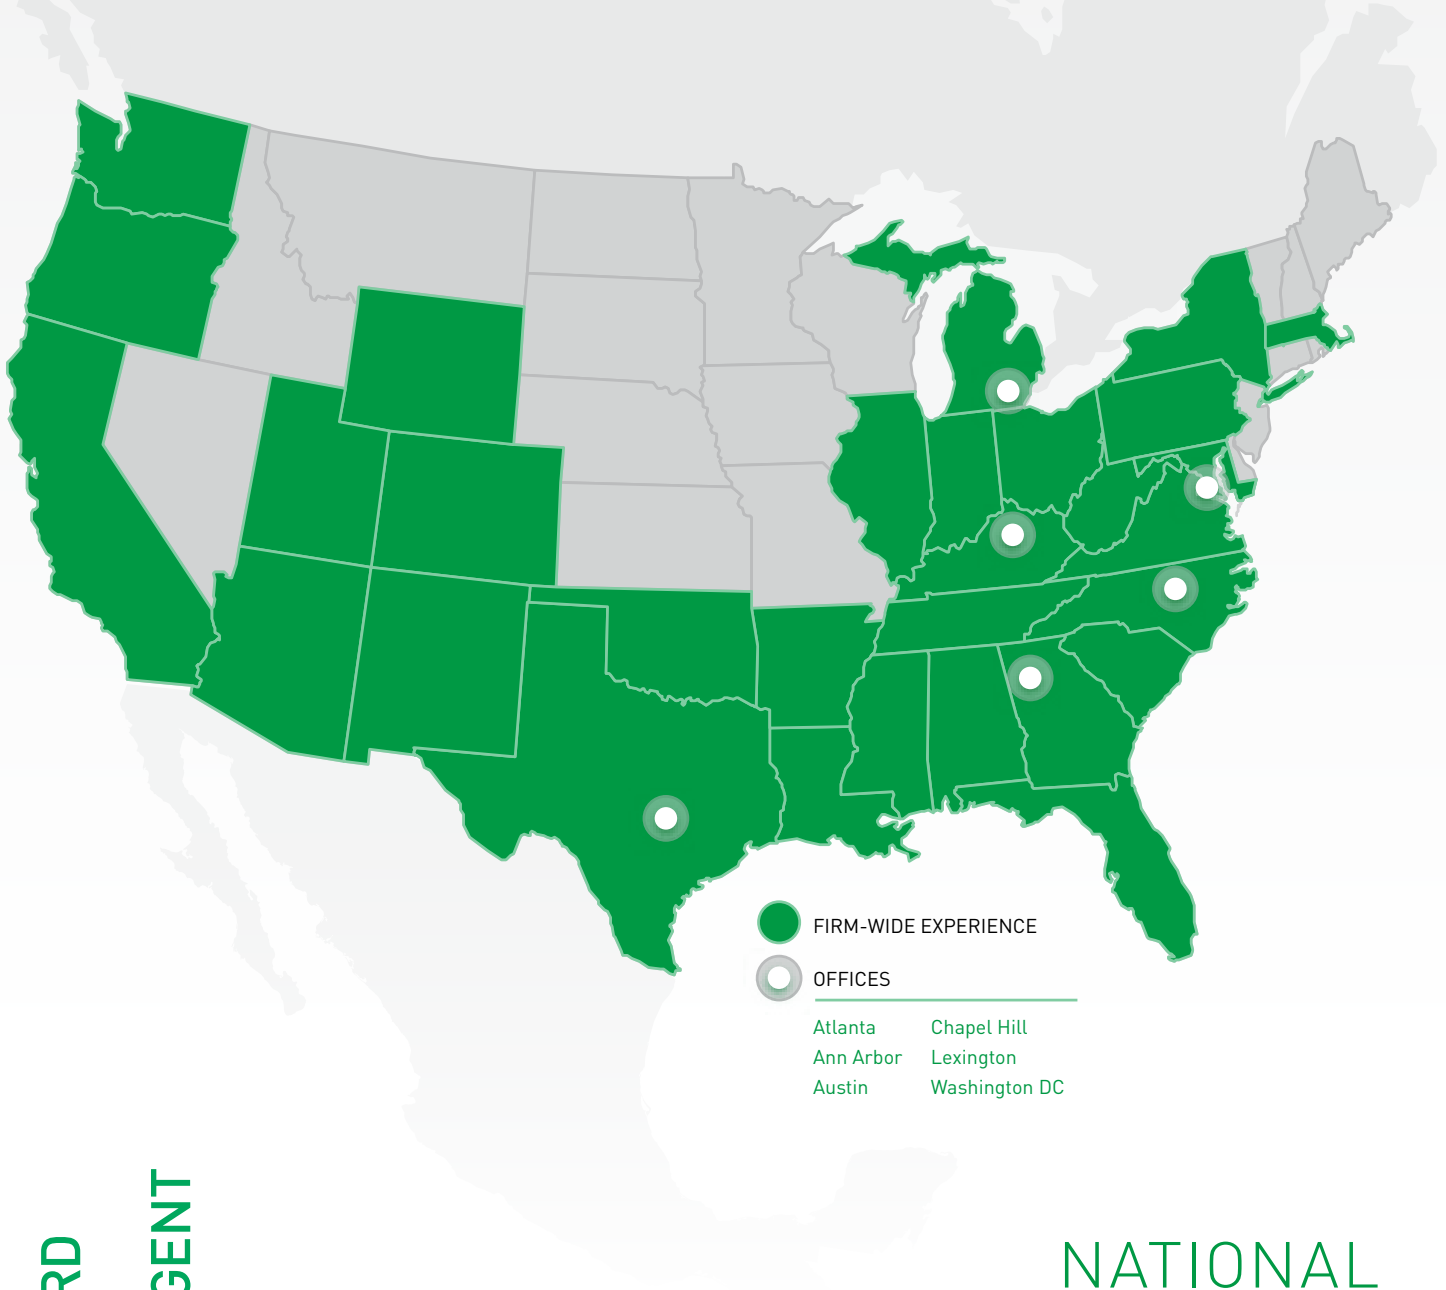 FIRM-WIDE EXPERIENCE
OFFICES
Atlanta
Ann Arbor
Austin
Chapel Hill
Lexington
Washington DC
NATIONAL